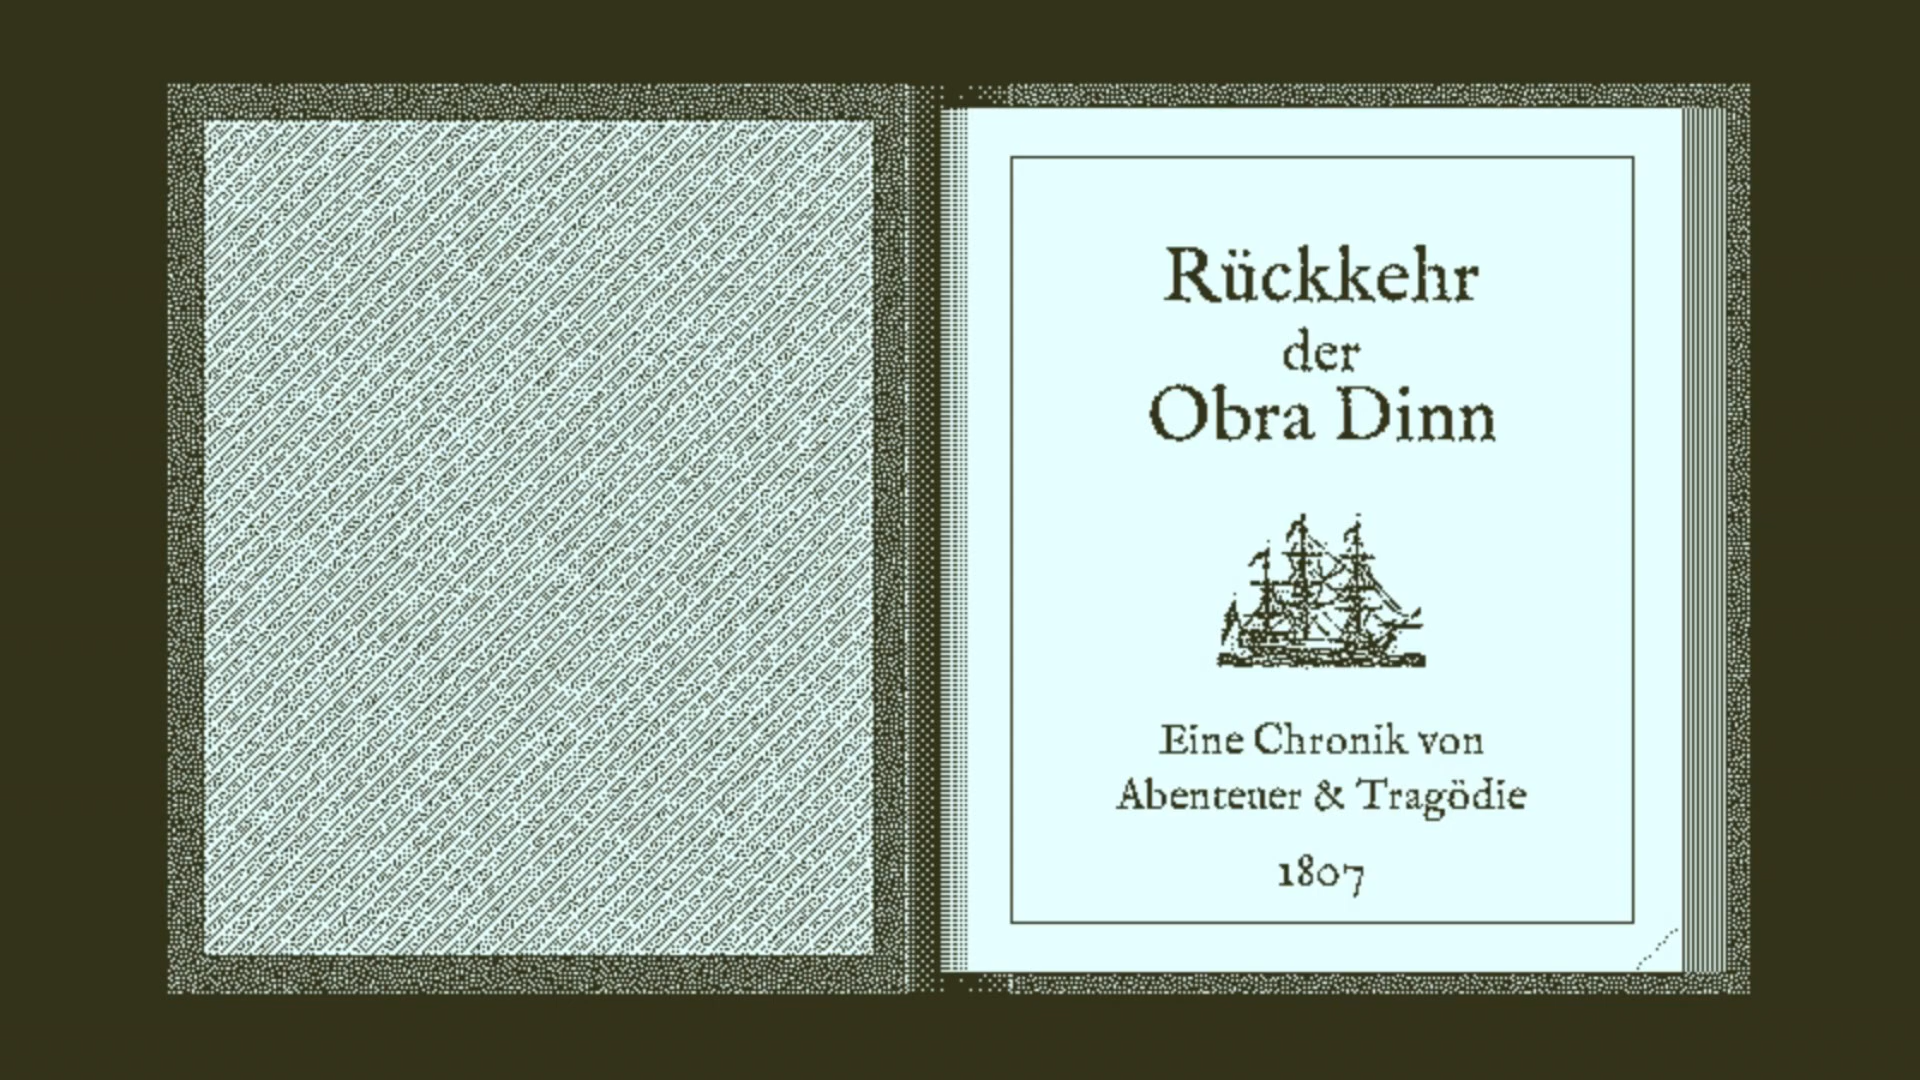 Rückkehr
der
Obra Dinn
Eine Chronik von
Abenteuer & Tragödie
1807